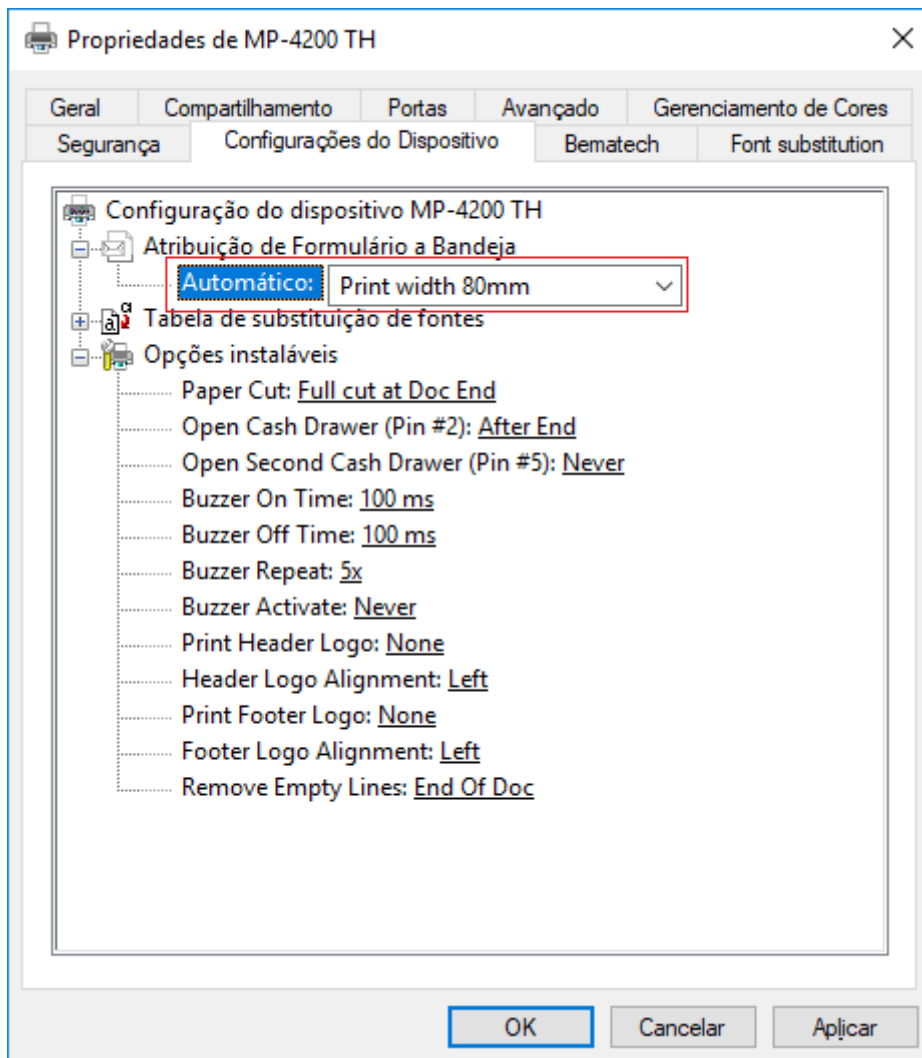 Propriedades de MP-4200 TH
Geral Compartilhamento Portas Avançado Gerenciamento de Cores
Segurança Configurações do Dispositivo Bematech Font substitution
Configuração do dispositivo MP-4200 TH
Atribuição de Formulário a Bandeja
Automático: Print width 80mm
Tabela de substituição de fontes
Opções instaláveis
Paper Cut: Full cut at Doc End
Open Cash Drawer (Pin #2): After End
Open Second Cash Drawer (Pin #5): Never
Buzzer On Time: 100 ms
Buzzer Off Time: 100 ms
Buzzer Repeat: 5x
Buzzer Activate: Never
Print Header Logo: None
Header Logo Alignment: Left
Print Footer Logo: None
Footer Logo Alignment: Left
Remove Empty Lines: End Of Doc
OK Cancelar Aplicar